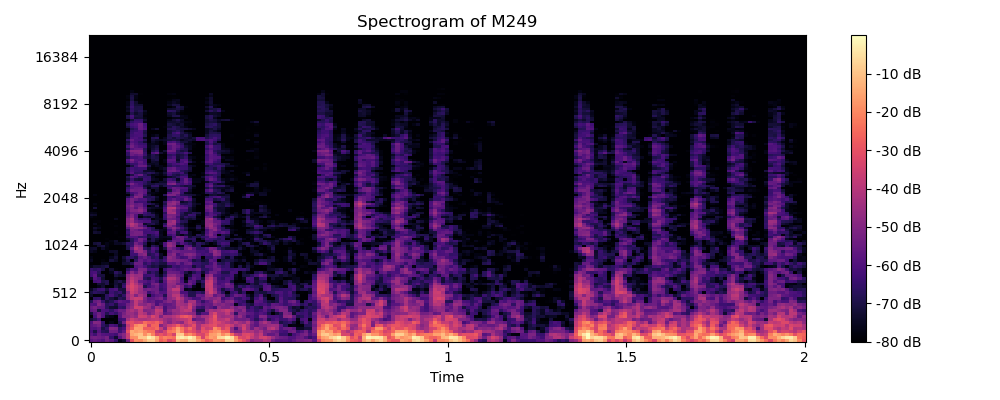 Spectrogram of M249
Hz
16384
8192
4096
2048
1024
512
0
0 0.5 1 1.5 2
Time
-10 dB
-20 dB
-30 dB
-40 dB
-50 dB
-60 dB
-70 dB
-80 dB